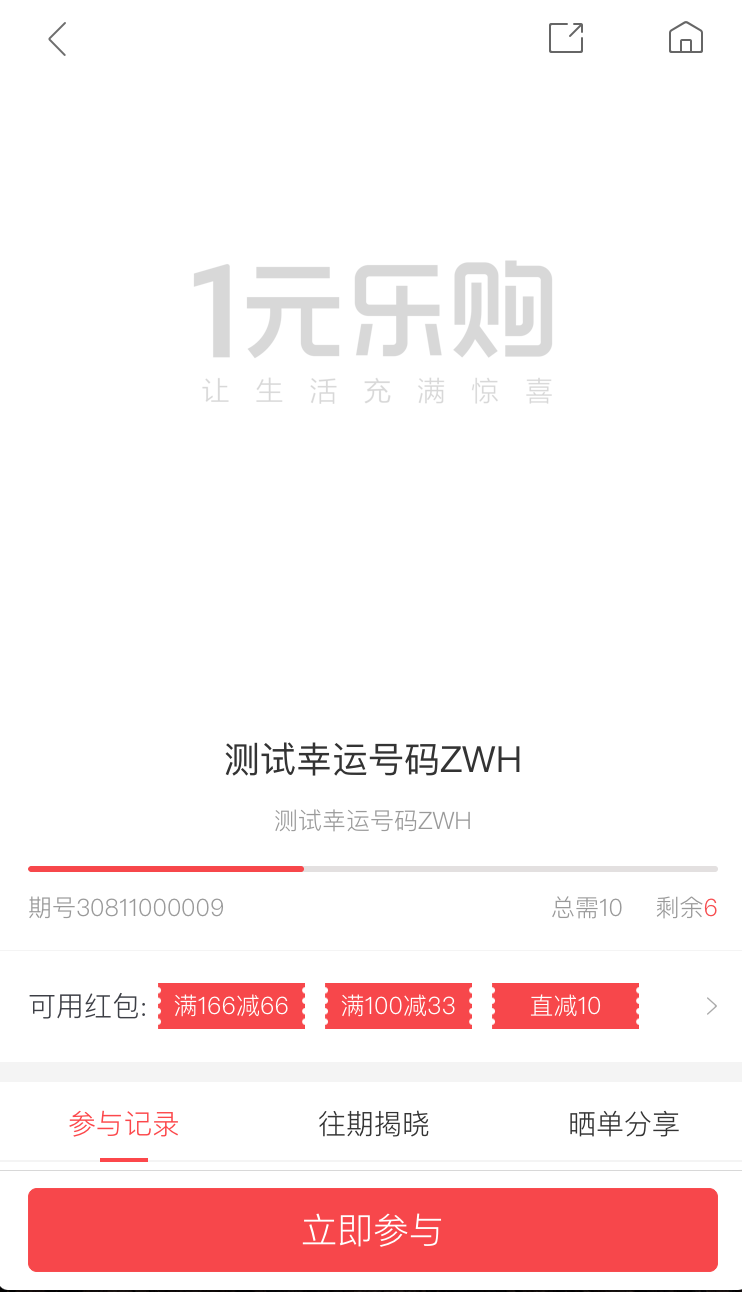 1元乐购
让生活充满惊喜
测试幸运号码ZWH
测试幸运号码ZWH
期号30811000009 总需10 剩余6
可用红包: 满166减66 满100减33 直减10
参与记录 往期揭晓 晒单分享
立即参与